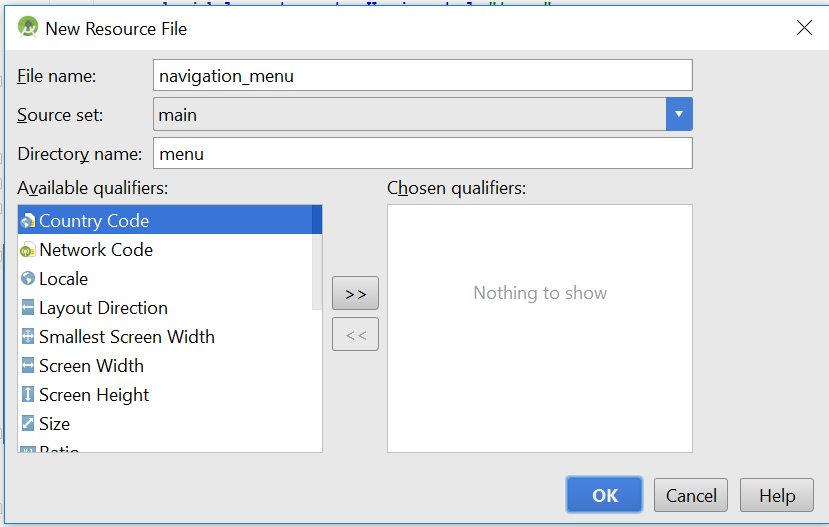 New Resource File
File name: navigation_menu
Source set: main
Directory name: menu
Available qualifiers: Chosen qualifiers:
Country Code
Network Code
Locale
Layout Direction
Smallest Screen Width
Screen Width
Screen Height
Size
Ratio
>>
<<
Nothing to show
OK Cancel Help